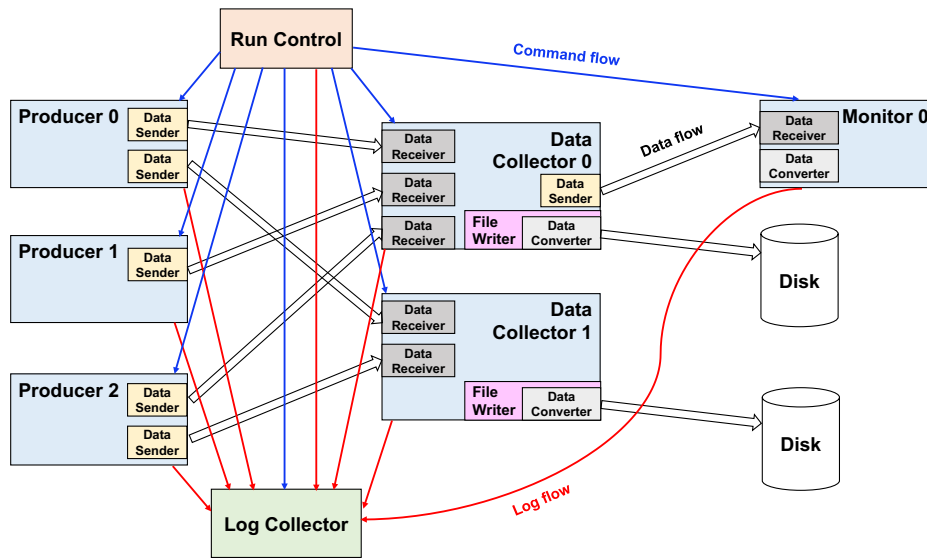 Run Control
Command flow
Producer 0
Data
Sender
Data
Sender
Data
Receiver
Data
Collector 0
Data
Receiver
Data
Sender
Data
Receiver
File
Writer
Data
Converter
Data flow
Monitor 0
Data
Receiver
Data
Converter
Producer 1
Data
Sender
Disk
Data
Receiver
Data
Collector 1
Data
Receiver
File
Writer
Data
Converter
Producer 2
Data
Sender
Data
Sender
Disk
Log flow
Log Collector